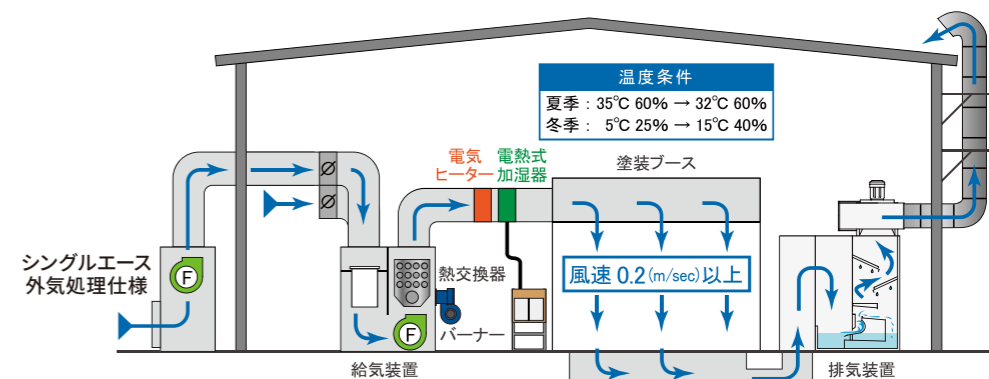 温度条件
夏季：35℃ 60% → 32℃ 60%
冬季： 5℃ 25% → 15℃ 40%
電気
ヒーター
電熱式
加湿器
塗装ブース
シングルエース
外気処理仕様
F
熱交換器
風速 0.2 (m/sec) 以上
F
バーナー
給気装置
排気装置